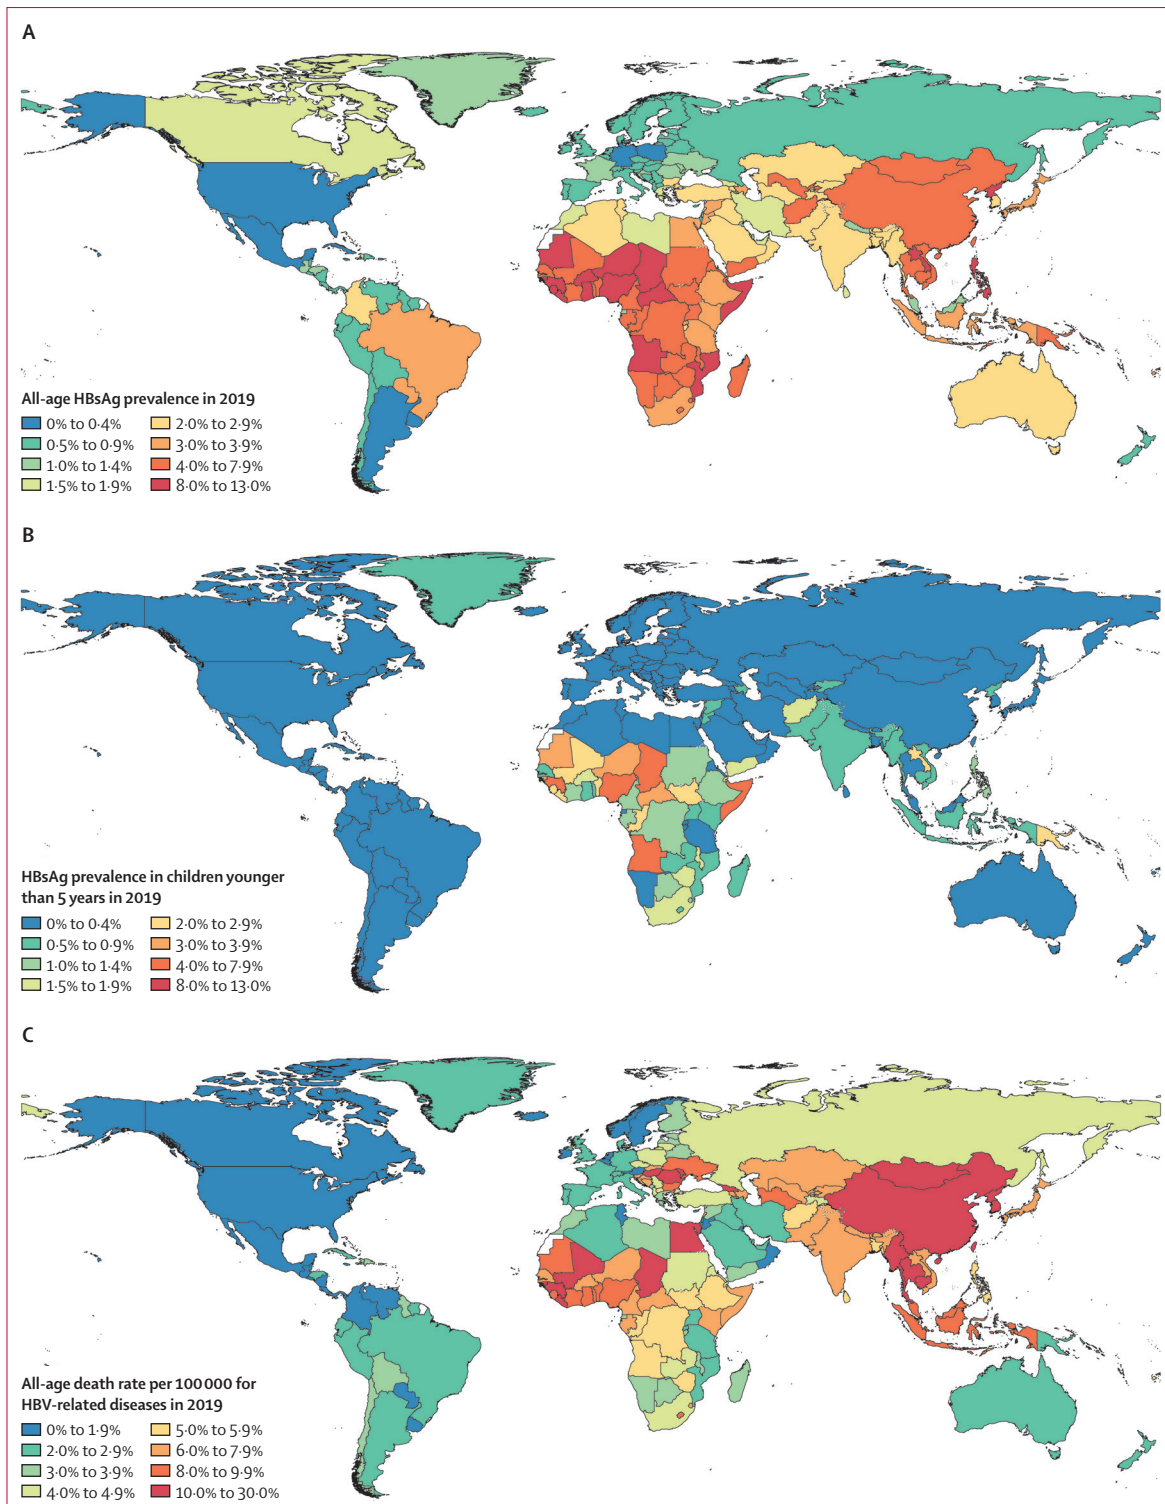 A
All-age HBsAg prevalence in 2019
0% to 0·4%
2·0% to 2·9%
0·5% to 0·9%
3·0% to 3·9%
1·0% to 1·4%
4·0% to 7·9%
1·5% to 1·9%
8·0% to 13·0%
B
HBsAg prevalence in children younger
than 5 years in 2019
0% to 0·4%
2·0% to 2·9%
0·5% to 0·9%
3·0% to 3·9%
1·0% to 1·4%
4·0% to 7·9%
1·5% to 1·9%
8·0% to 13·0%
C
All-age death rate per 100 000 for
HBV-related diseases in 2019
0% to 1·9%
5·0% to 5·9%
2·0% to 2·9%
6·0% to 7·9%
3·0% to 3·9%
8·0% to 9·9%
4·0% to 4·9%
10·0% to 30·0%